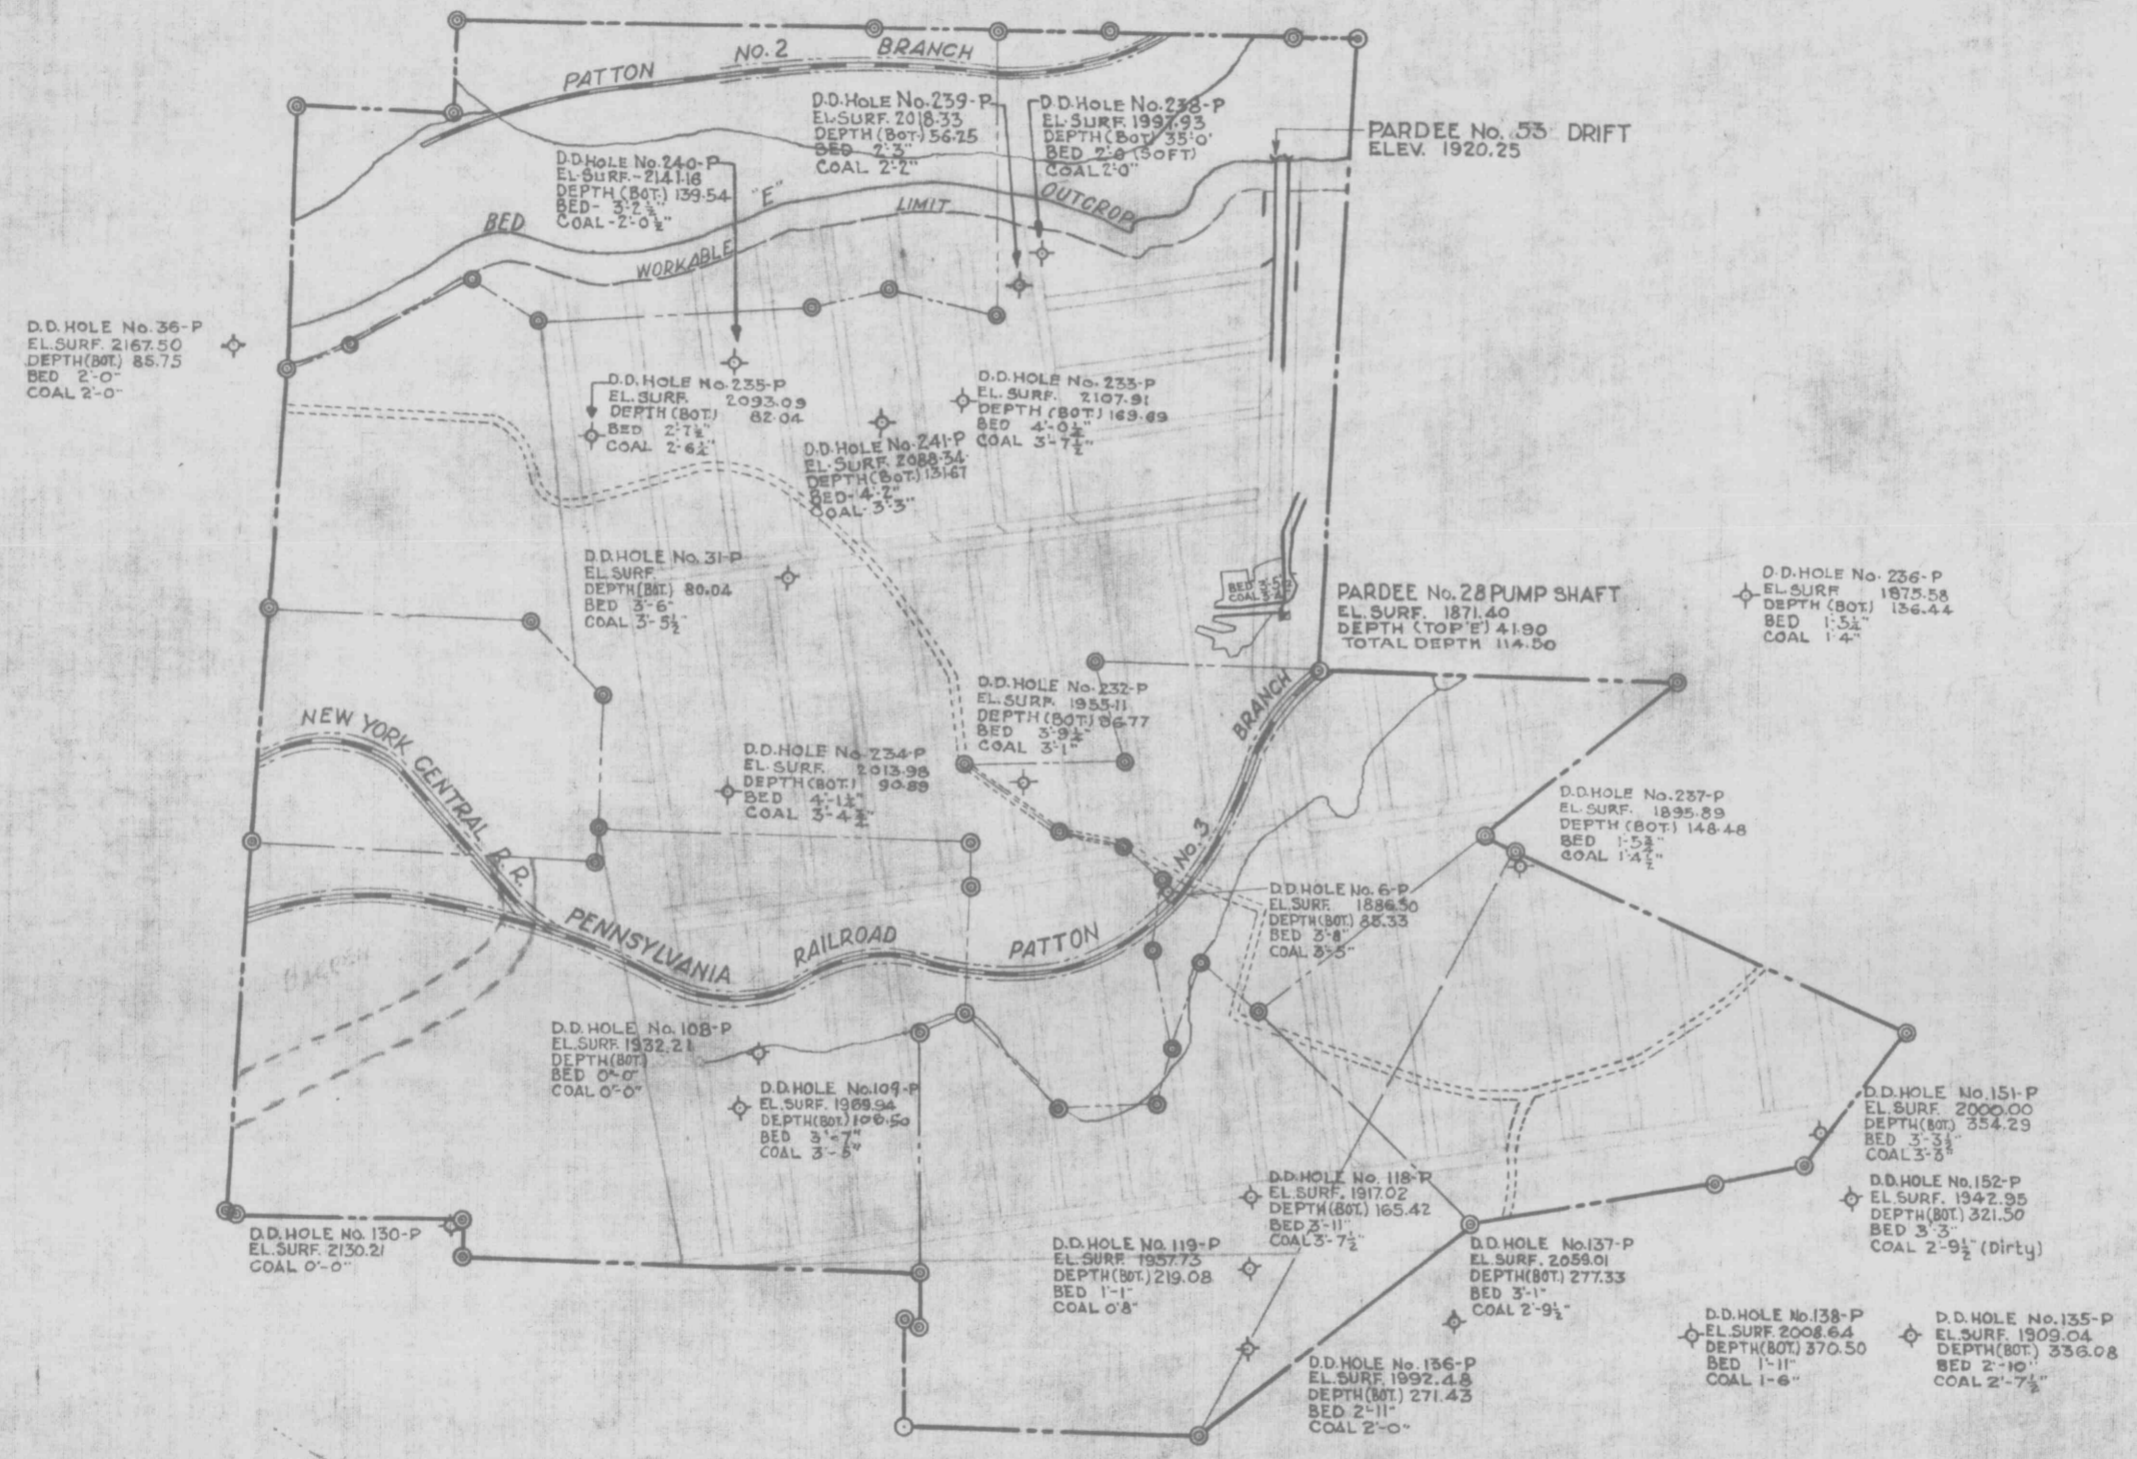 PATTON NO. 2 BRANCH
D.D. HOLE No. 239-P
EL. SURF. 2018.33
DEPTH (BOT.) 56.25
BED 2'-3"
COAL 2'-2"
D.D. HOLE No. 238-P
EL. SURF. 1997.93
DEPTH (BOT.) 35'.0'
BED 2'-0 (SOFT)
COAL 2'-0"
PARDEE No. 53 DRIFT
ELEV. 1920.25
D.D. HOLE No. 240-P
EL. SURF.-2141.16
DEPTH (BOT.) 139.54
BED- 3'-2½"
COAL-2'-0½"
BED "E" OUTCROP
WORKABLE LIMIT
D.D. HOLE No. 36-P
EL. SURF. 2167.50
DEPTH (BOT.) 85.75
BED 2'-0"
COAL 2'-0"
D.D. HOLE No. 235-P
EL. SURF. 2093.09
DEPTH (BOT.) 82.04
BED 2'-7½"
COAL 2'-6½"
D.D. HOLE No. 233-P
EL. SURF. 2107.91
DEPTH (BOT.) 169.69
BED 4'-0½"
COAL 3'-7½"
D.D. HOLE No. 241-P
EL. SURF. 2088.34
DEPTH (BOT.) 131.67
BED- 4'-2"
COAL- 3'-3"
D.D. HOLE No. 31-P
EL. SURF.
DEPTH (BOT.) 80.04
BED 3'-6"
COAL 3'-5½"
BED
COAL
PARDEE No. 28 PUMP SHAFT
EL. SURF. 1871.40
DEPTH (TOP "E") 41.90
TOTAL DEPTH 114.50
D.D. HOLE No. 236-P
EL. SURF 1875.58
DEPTH (BOT.) 136.44
BED
COAL 1'-4"
D.D. HOLE No. 232-P
EL. SURF. 1955.11
DEPTH (BOT.) 86.77
BED 3'-9½"
COAL 3'-1"
NEW YORK CENTRAL R.R.
D.D. HOLE No. 234-P
EL. SURF. 2013.98
DEPTH (BOT.) 90.89
BED
COAL
D.D. HOLE No. 237-P
EL. SURF. 1895.89
DEPTH (BOT.) 148.48
BED
COAL 1'-4½"
D.D. HOLE No. 6-P
EL. SURF. 1886.50
DEPTH (BOT.) 88.33
BED 3'-8"
COAL 3'-5"
PENNSYLVANIA RAILROAD PATTON No. 3 BRANCH
D.D. HOLE No. 108-P
EL. SURF. 1932.21
DEPTH (BOT.)
BED 0'-0"
COAL 0'-0"
D.D. HOLE No. 109-P
EL. SURF. 1969.94
DEPTH (BOT.) 108.50
BED 3'-7"
COAL 3'-5"
D.D. HOLE No. 151-P
EL. SURF. 2000.00
DEPTH (BOT.) 354.29
BED 3'-3½"
COAL 3'-3"
D.D. HOLE No. 118-P
EL. SURF. 1917.02
DEPTH (BOT.) 165.42
BED 3'-11"
COAL 3'-7½"
D.D. HOLE No. 152-P
EL. SURF. 1942.95
DEPTH (BOT.) 321.50
BED 3'-3"
COAL 2'-9½" (Dirty)
D.D. HOLE No. 130-P
EL. SURF. 2130.21
COAL 0'-0"
D.D. HOLE No. 119-P
EL. SURF 1957.73
DEPTH (BOT.) 219.08
BED 1'-1"
COAL 0'8"
D.D. HOLE No. 137-P
EL. SURF. 2059.01
DEPTH (BOT.) 277.33
BED 3'-1"
COAL 2'-9½"
D.D. HOLE No. 138-P
EL. SURF. 2008.64
DEPTH (BOT.) 370.50
BED 1'-11"
COAL 1-6"
D.D. HOLE No. 135-P
EL. SURF. 1909.04
DEPTH (BOT.) 336.08
BED 2'-10"
COAL 2'-7½"
D.D. HOLE No. 136-P
EL. SURF. 1992.48
DEPTH (BOT.) 271.43
BED 2'-11"
COAL 2'-0"